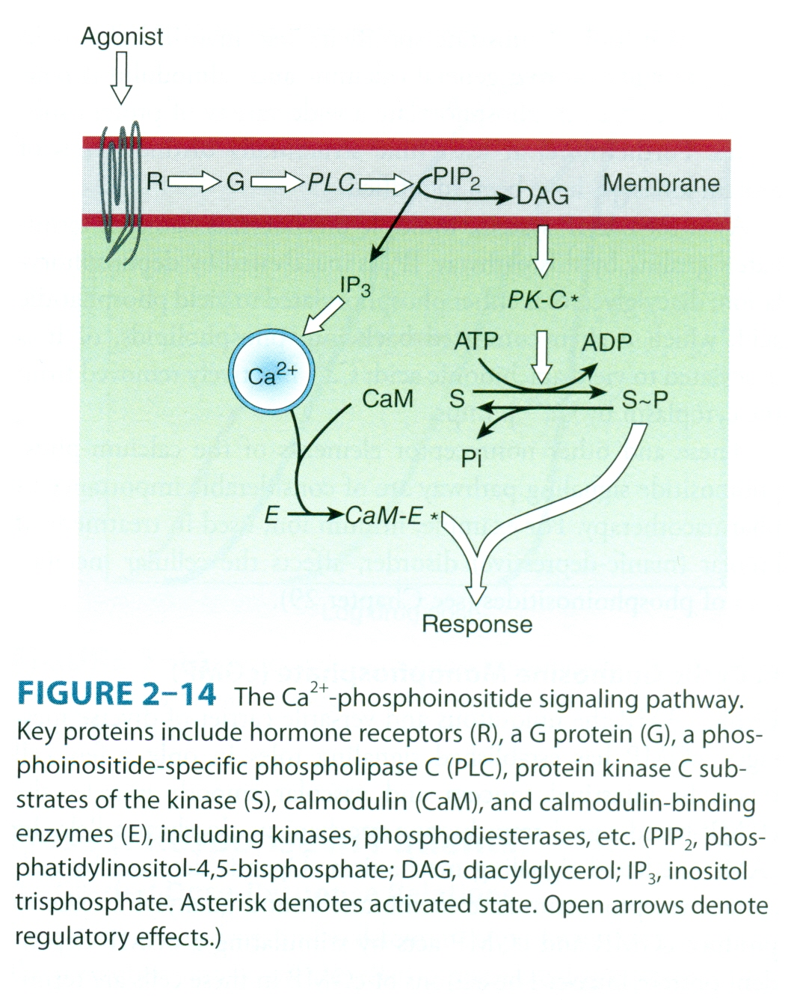 Agonist
R G PLC PIP₂ DAG Membrane
IP₃
PK-C*
ATP ADP
Ca²⁺
CaM S S~P
Pi
E CaM-E*
Response
FIGURE 2–14 The Ca²⁺-phosphoinositide signaling pathway.
Key proteins include hormone receptors (R), a G protein (G), a phos-
phoinositide-specific phospholipase C (PLC), protein kinase C sub-
strates of the kinase (S), calmodulin (CaM), and calmodulin-binding
enzymes (E), including kinases, phosphodiesterases, etc. (PIP₂, phos-
phatidylinositol-4,5-bisphosphate; DAG, diacylglycerol; IP₃, inositol
trisphosphate. Asterisk denotes activated state. Open arrows denote
regulatory effects.)